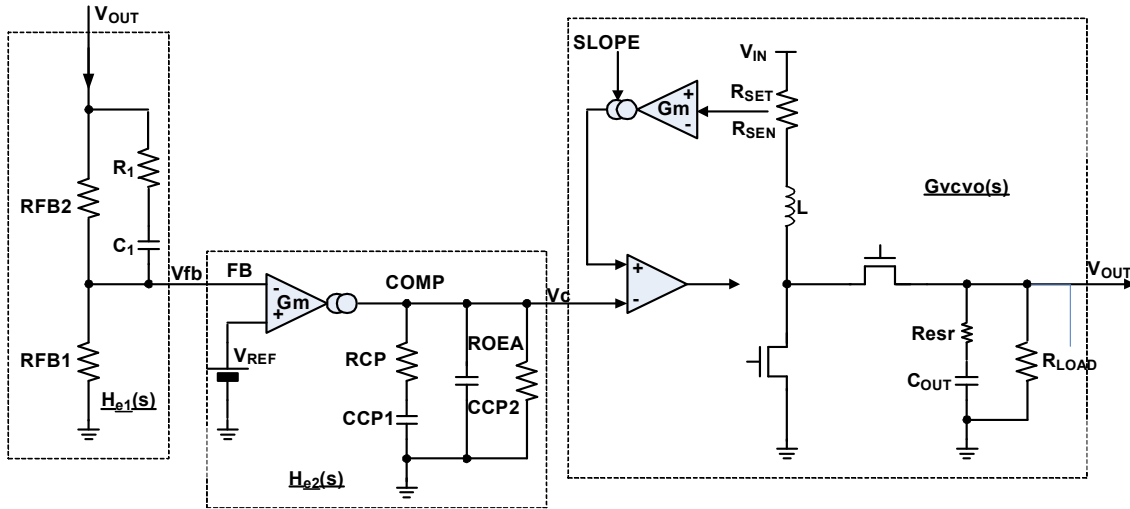 VOUT
RFB2
R1
C1
RFB1
He1(s)
Vfb
FB
-
Gm
+
VREF
COMP
RCP
CCP1
ROEA
CCP2
Vc
He2(s)
SLOPE
Gm
+
-
VIN
RSET
RSEN
L
+
-
Gvcvo(s)
VOUT
Resr
COUT
RLOAD